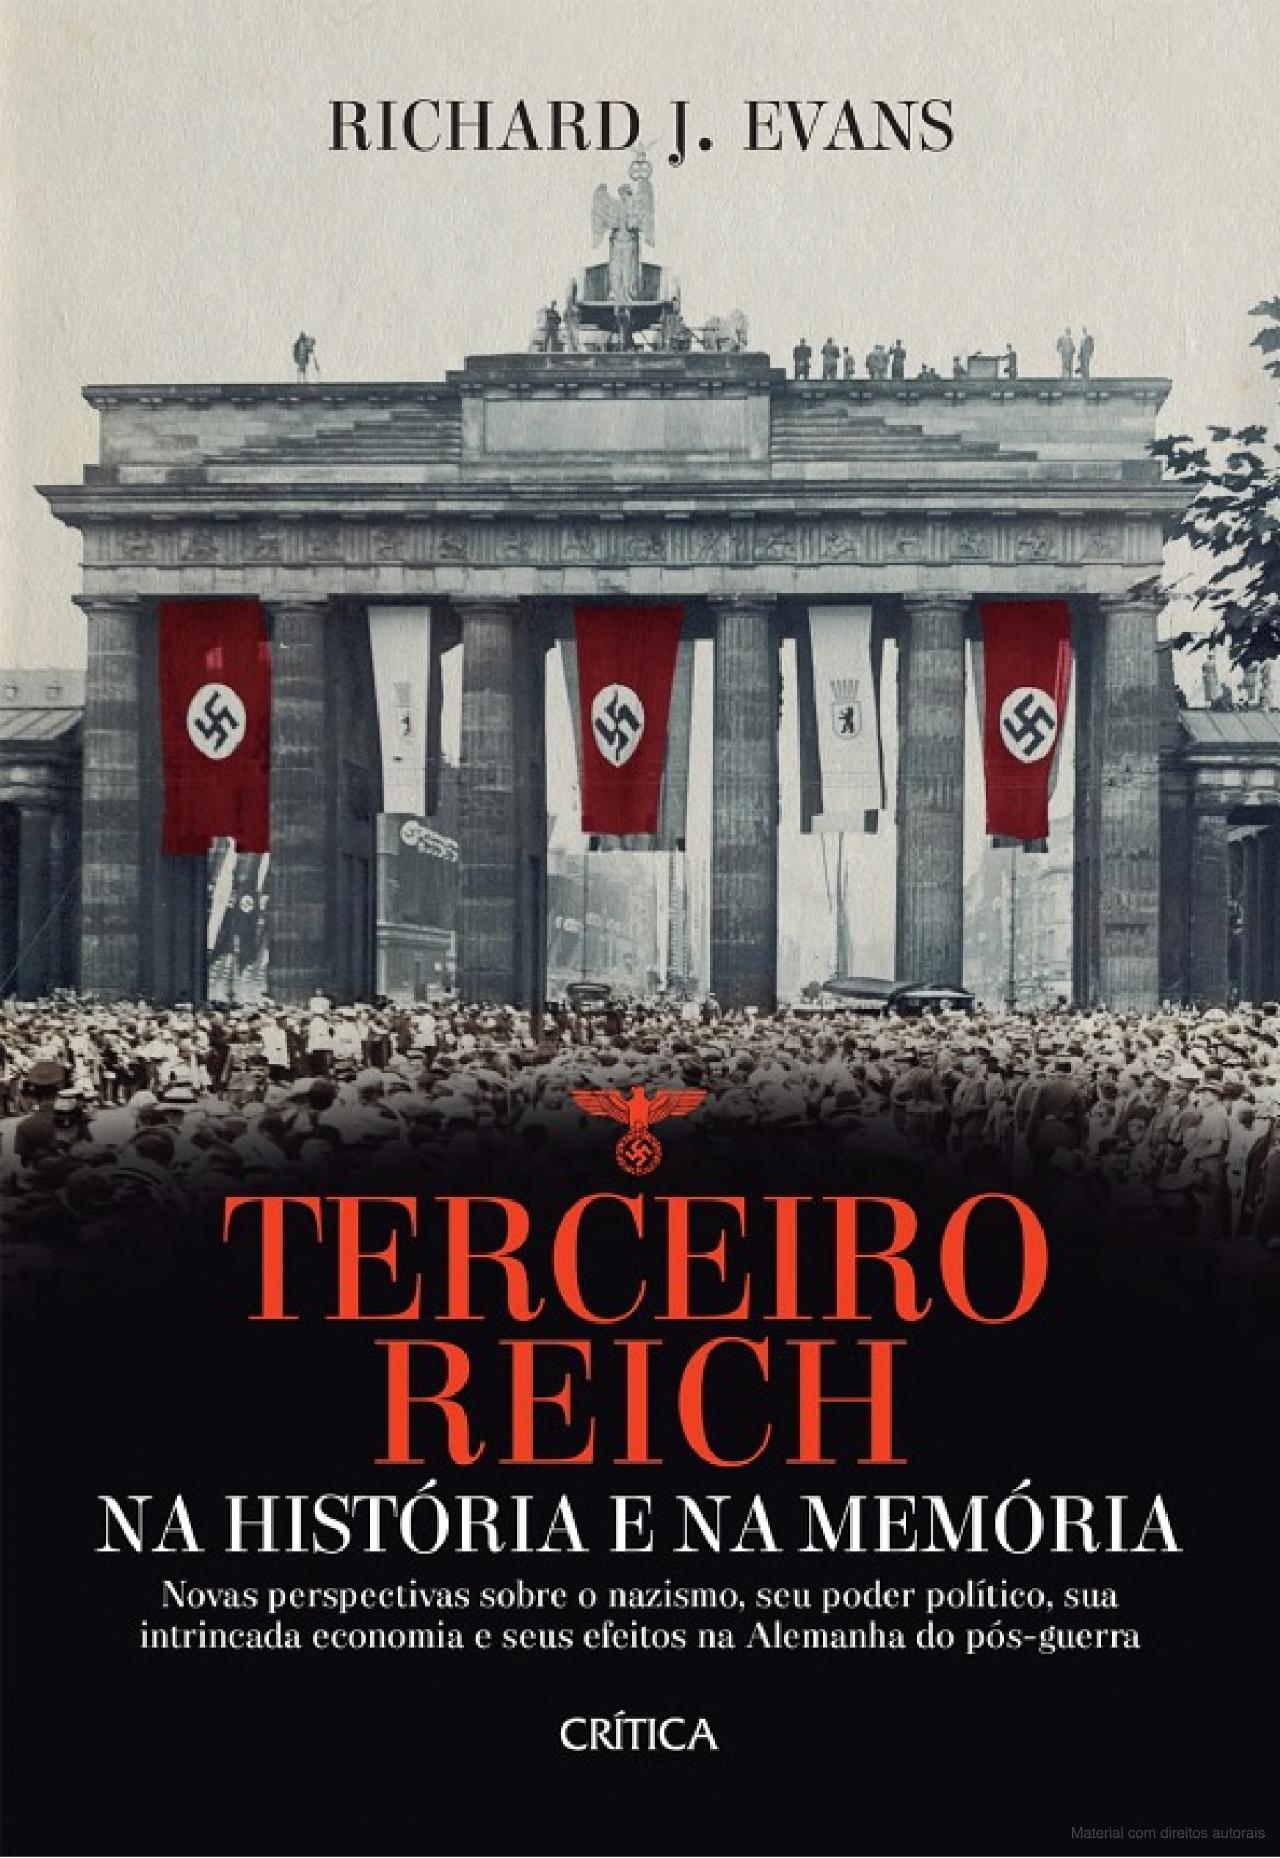 RICHARD J. EVANS
TERCEIRO
REICH
NA HISTÓRIA E NA MEMÓRIA
Novas perspectivas sobre o nazismo, seu poder político, sua
intrincada economia e seus efeitos na Alemanha do pós-guerra
CRÍTICA
Material com direitos autorais